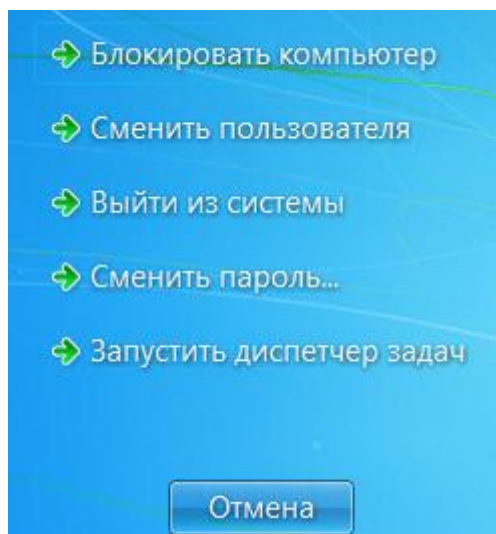 Блокировать компьютер
Сменить пользователя
Выйти из системы
Сменить пароль...
Запустить диспетчер задач
Отмена